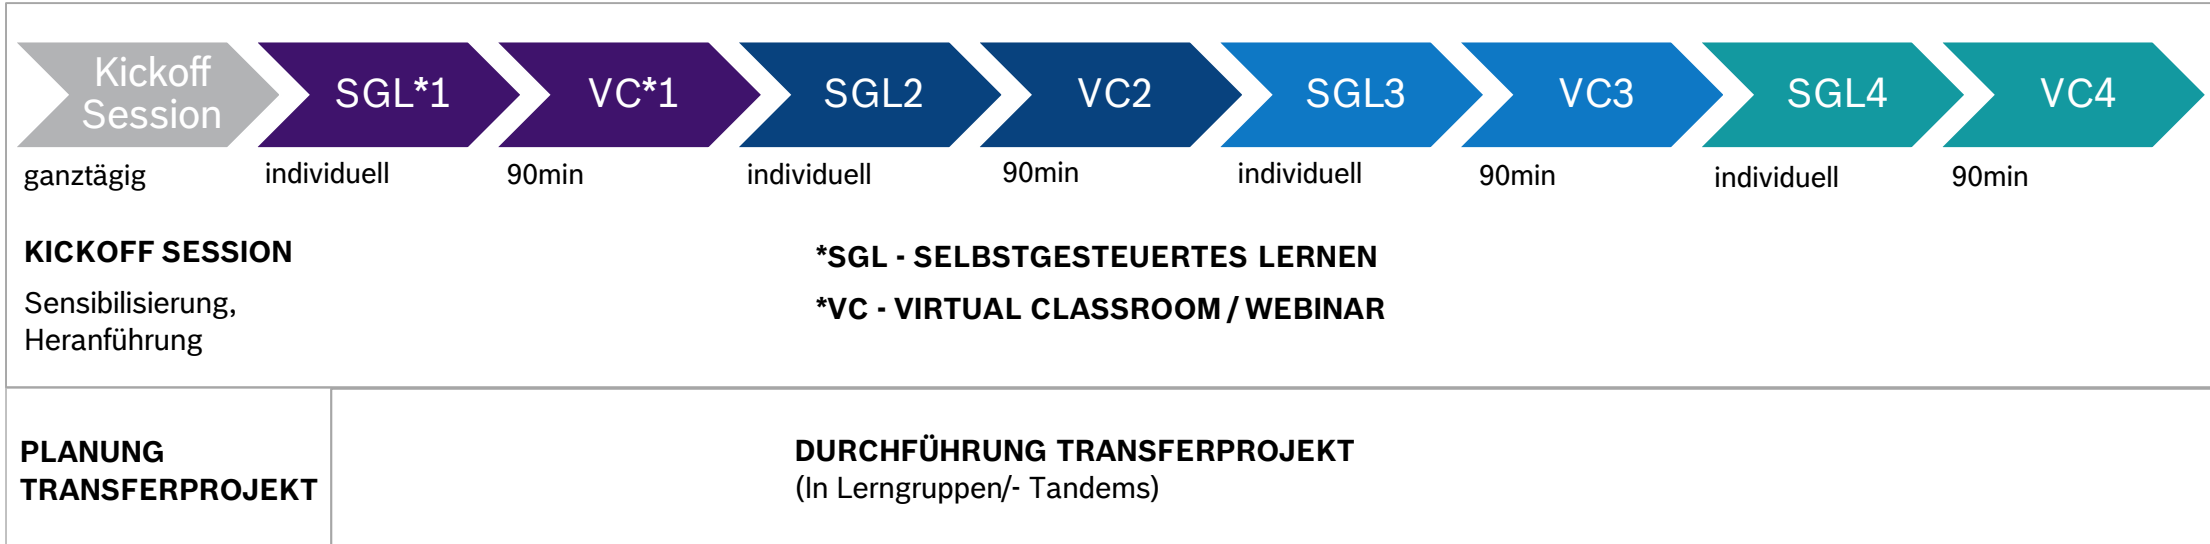 Kickoff
Session
SGL*1
VC*1
SGL2
VC2
SGL3
VC3
SGL4
VC4
ganztägig
individuell
90min
individuell
90min
individuell
90min
individuell
90min
KICKOFF SESSION
Sensibilisierung,
Heranführung
*SGL - SELBSTGESTEUERTES LERNEN
*VC - VIRTUAL CLASSROOM / WEBINAR
PLANUNG
TRANSFERPROJEKT
DURCHFÜHRUNG TRANSFERPROJEKT
(In Lerngruppen/- Tandems)